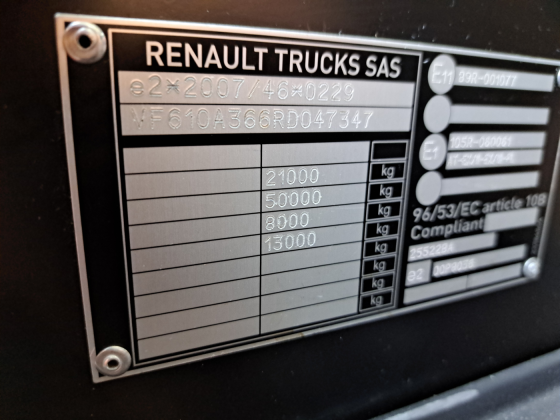 RENAULT TRUCKS SAS
e2*2007/46*0229
VF610A366RD047347
21000 kg
50000 kg
8000 kg
13000 kg
kg
kg
kg
kg
E11
E1
96/53/EC article 10B
Compliant
e2